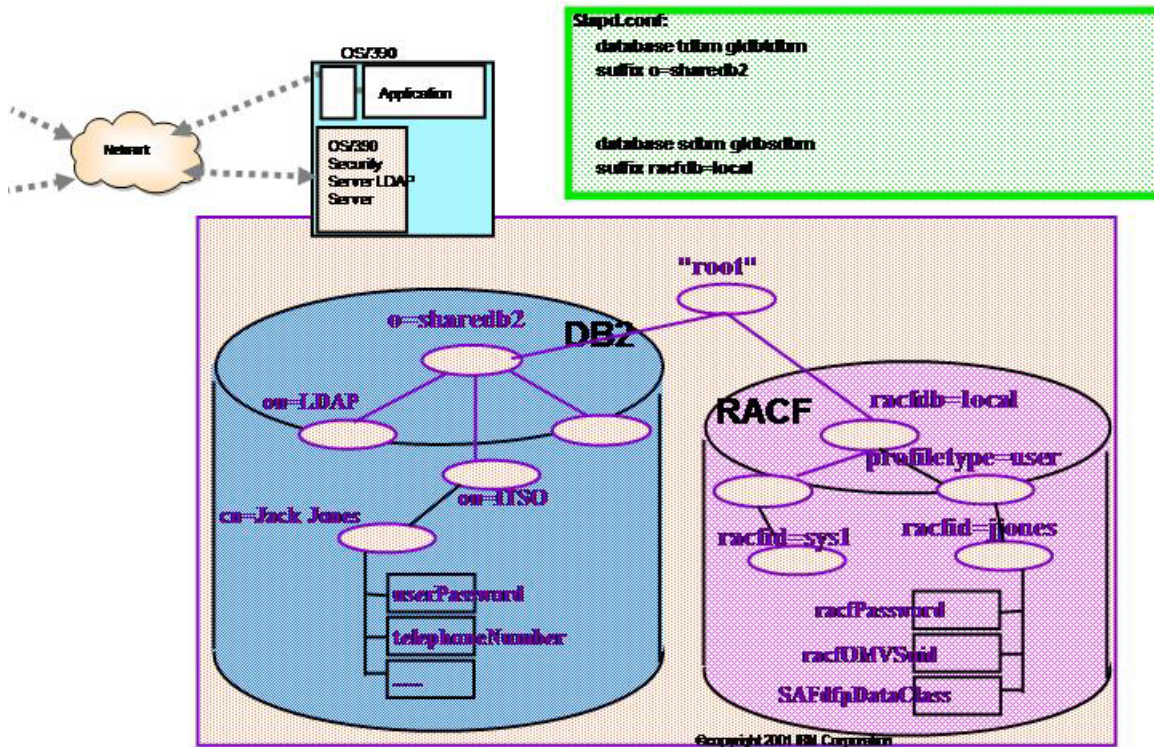 Slapd.conf:
database tdbm gldbtdbm
suffix o=sharedb2
database sdbm gldbsdbm
suffix racfdb=local
OS/390
Application
Network
OS/390
Security
Server LDAP
Server
"root"
o=sharedb2
DB2
ou=LDAP
RACF
racfdb=local
profiletype=user
ou=ITSO
cn=Jack Jones
racfid=sys1
racfid=jjones
userPassword
telephoneNumber
racfPassword
racfOMVSuid
SAFdfpDataClass
©copyright 2001 IBM Corporation